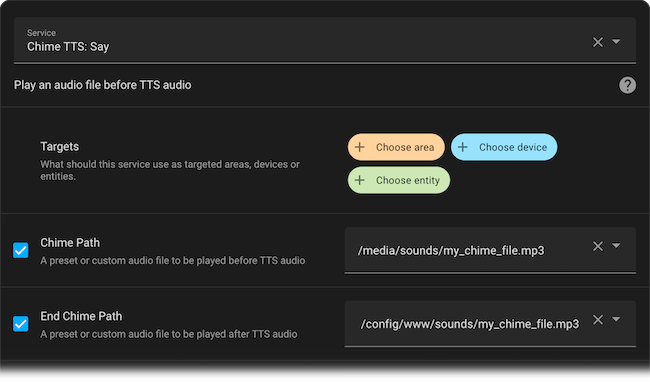 Service
Chime TTS: Say
Play an audio file before TTS audio
?
Targets
What should this service use as targeted areas, devices or
entities.
+ Choose area
+ Choose device
+ Choose entity
Chime Path
A preset or custom audio file to be played before TTS audio
/media/sounds/my_chime_file.mp3
End Chime Path
A preset or custom audio file to be played after TTS audio
/config/www/sounds/my_chime_file.mp3